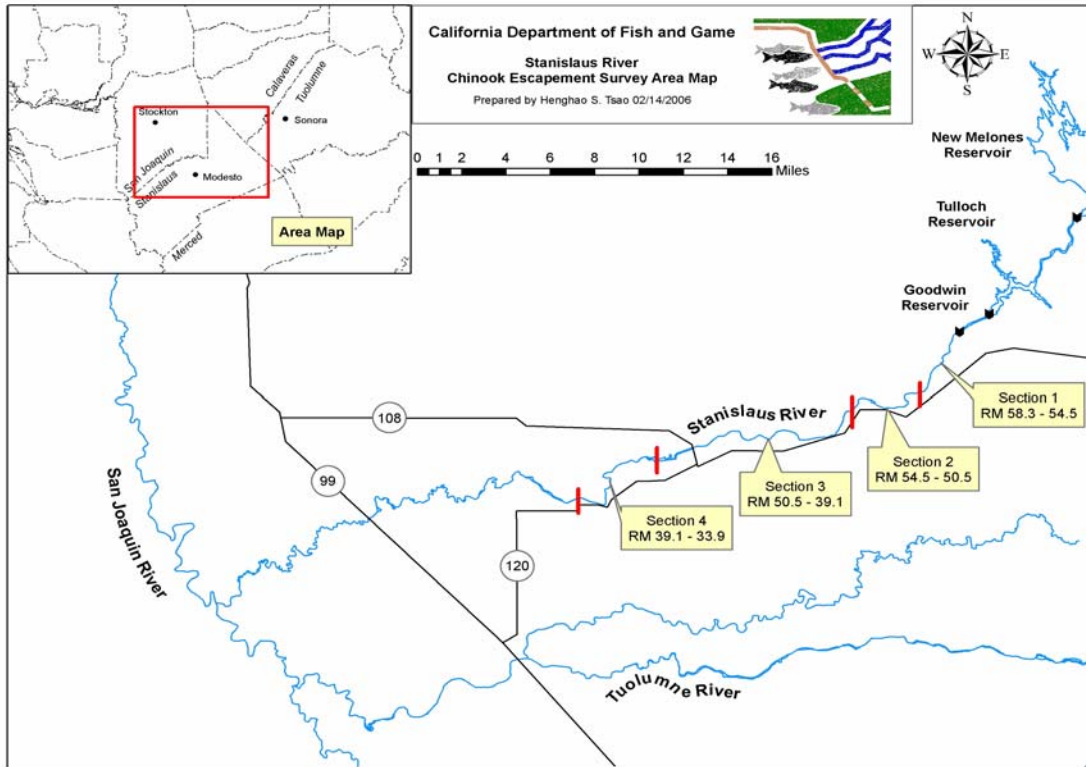 California Department of Fish and Game
Stanislaus River
Chinook Escapement Survey Area Map
Prepared by Henghao S. Tsao 02/14/2006
N
W
E
S
Calaveras
Tuolumne
Stockton
Sonora
San Joaquin
Stanislaus
Modesto
Merced
Area Map
0 1 2 4 6 8 10 12 14 16
Miles
New Melones
Reservoir
Tulloch
Reservoir
Goodwin
Reservoir
Section 1
RM 58.3 - 54.5
Stanislaus River
108
Section 2
RM 54.5 - 50.5
Section 3
RM 50.5 - 39.1
99
Section 4
RM 39.1 - 33.9
San Joaquin River
120
Tuolumne River